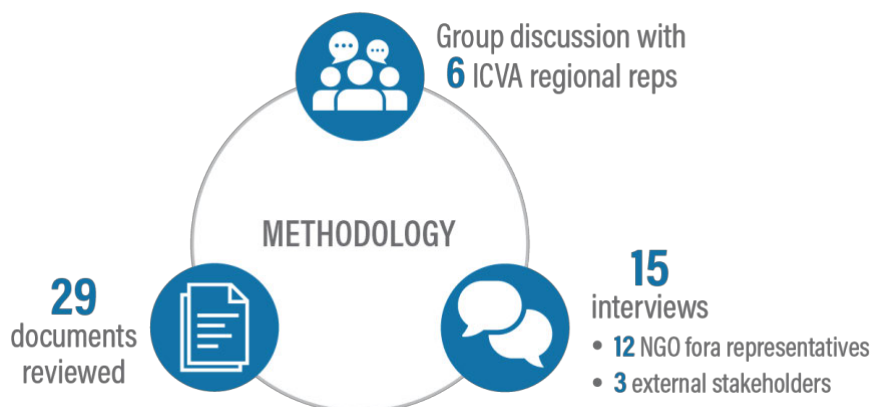 Group discussion with
6 ICVA regional reps
METHODOLOGY
29
documents
reviewed
15
interviews
• 12 NGO fora representatives
• 3 external stakeholders